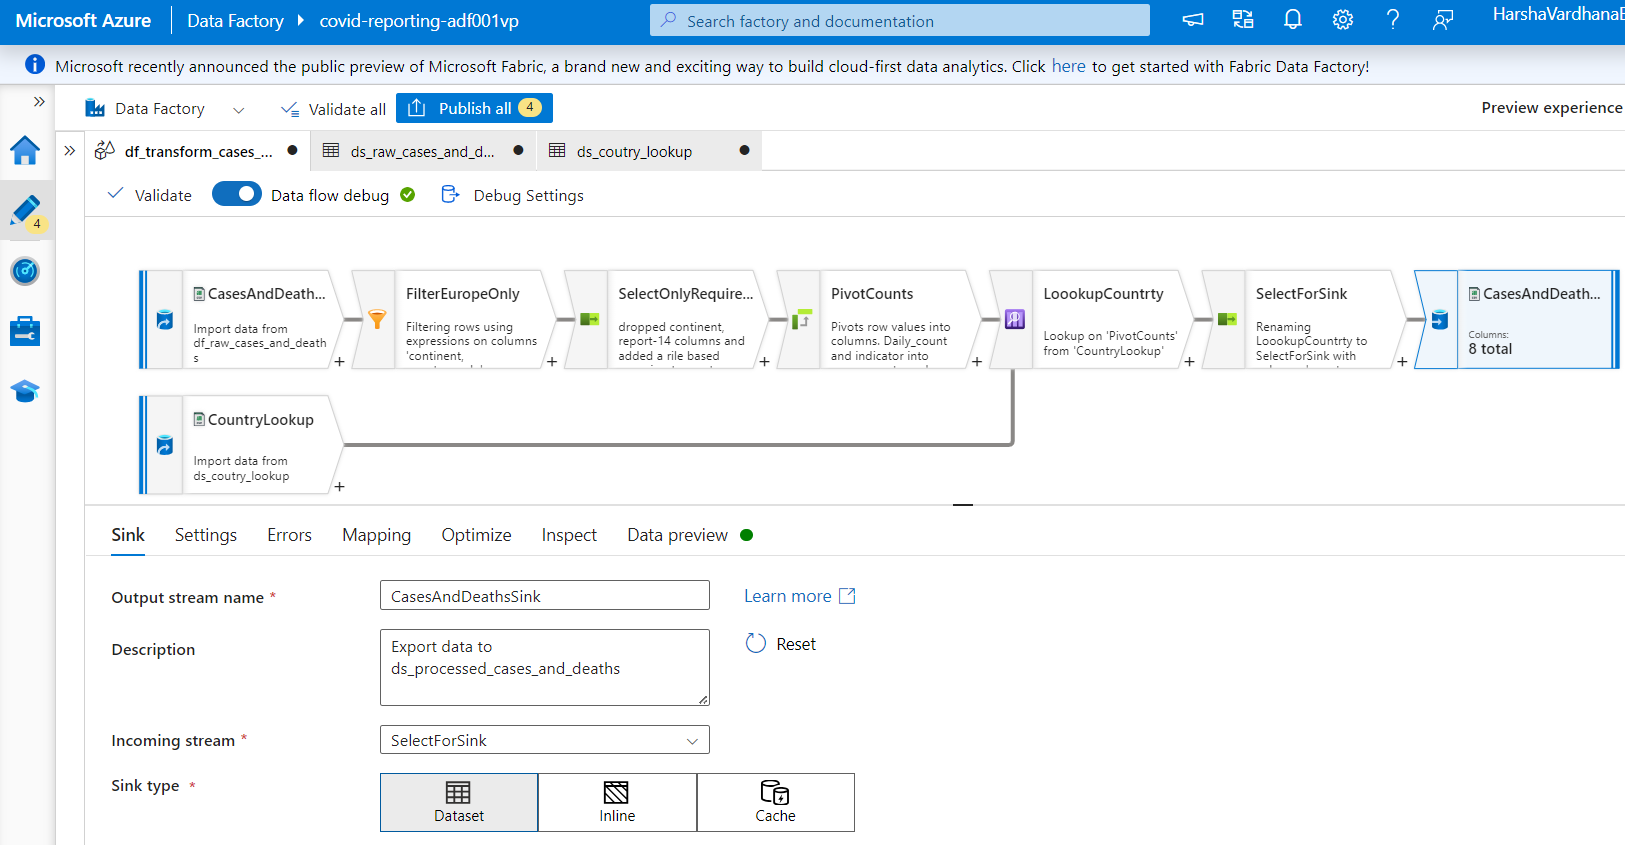 Microsoft Azure Data Factory covid-reporting-adf001vp Search factory and documentation HarshaVardhanaE
Microsoft recently announced the public preview of Microsoft Fabric, a brand new and exciting way to build cloud-first data analytics. Click here to get started with Fabric Data Factory!
Data Factory Validate all Publish all 4 Preview experience
df_transform_cases_... ds_raw_cases_and_d... ds_coutry_lookup
Validate Data flow debug Debug Settings
4
CasesAndDeath...
Import data from
df_raw_cases_and_death
s
+
FilterEuropeOnly
Filtering rows using
expressions on columns
'continent,
+
SelectOnlyRequire...
dropped continent,
report-14 columns and
added a rile based
+
PivotCounts
Pivots row values into
columns. Daily_count
and indicator into
+
LoookupCountrty
Lookup on 'PivotCounts'
from 'CountryLookup'
+
SelectForSink
Renaming
LoookupCountrty to
SelectForSink with
+
CasesAndDeath...
Columns:
8 total
CountryLookup
Import data from
ds_coutry_lookup
+
Sink Settings Errors Mapping Optimize Inspect Data preview
Output stream name * CasesAndDeathsSink Learn more
Description Export data to
ds_processed_cases_and_deaths
Reset
Incoming stream * SelectForSink
Sink type * Dataset Inline Cache